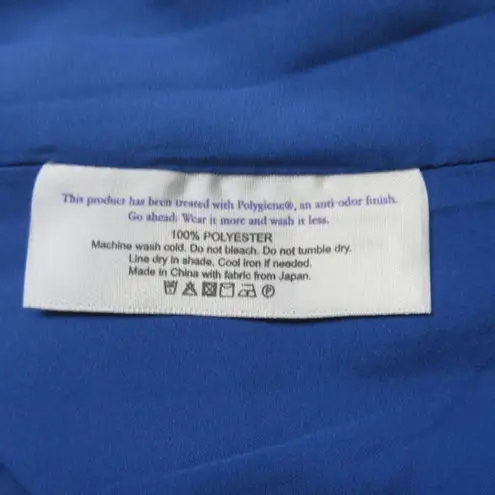 This product has been treated with Polygiene®, an anti-odor finish.
Go ahead: Wear it more and wash it less.
100% POLYESTER
Machine wash cold. Do not bleach. Do not tumble dry.
Line dry in shade. Cool iron if needed.
Made in China with fabric from Japan.